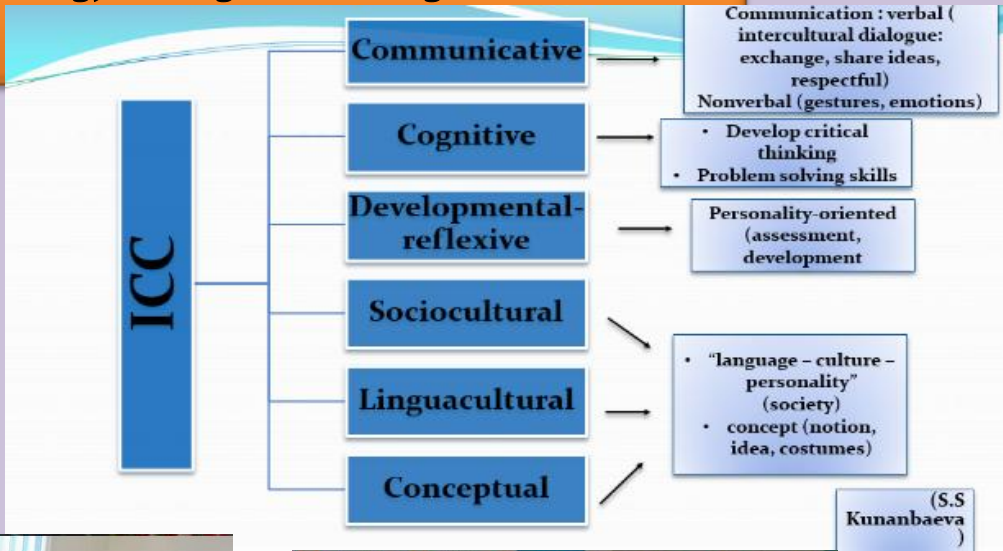 Communication : verbal (
intercultural dialogue:
exchange, share ideas,
respectful)
Nonverbal (gestures, emotions)
Communicative
Cognitive
• Develop critical
thinking
• Problem solving skills
Developmental-
reflexive
Personality-oriented
(assessment,
development
ICC
Sociocultural
Linguacultural
Conceptual
• “language – culture –
personality”
(society)
• concept (notion,
idea, costumes)
(S.S
Kunanbaeva
)